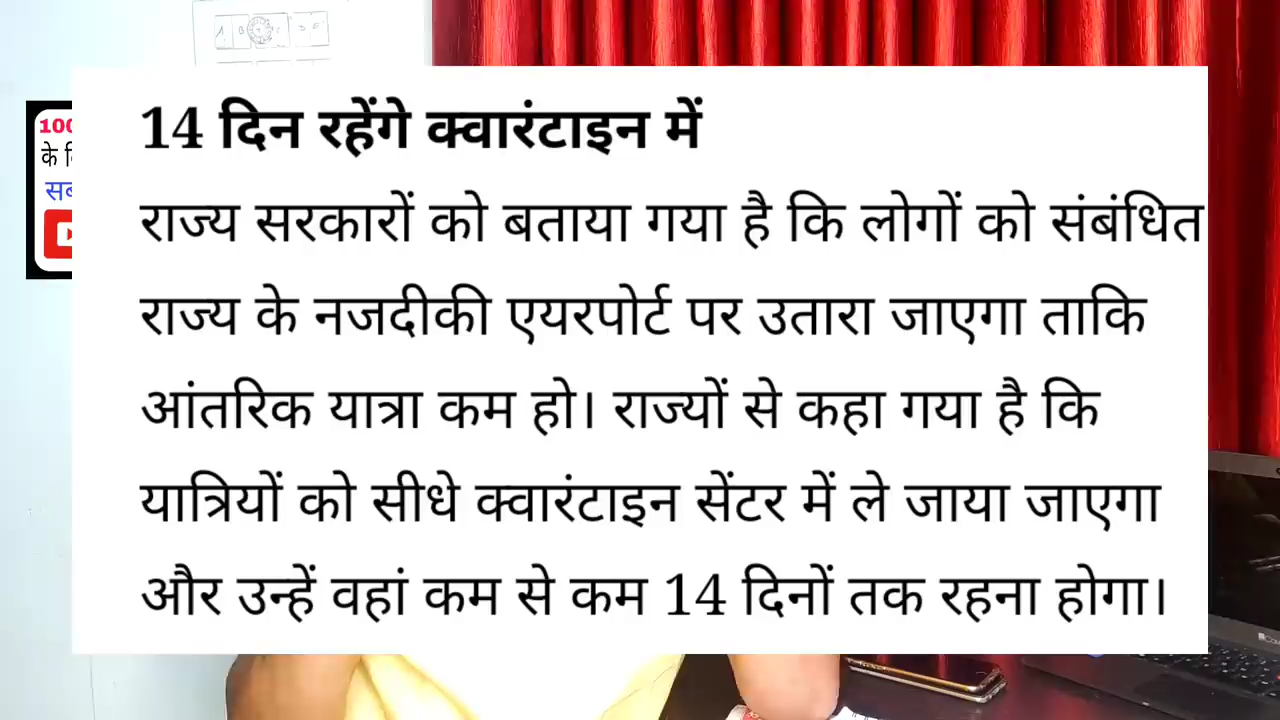 14 दिन रहेंगे क्वारंटाइन में
राज्य सरकारों को बताया गया है कि लोगों को संबंधित
राज्य के नजदीकी एयरपोर्ट पर उतारा जाएगा ताकि
आंतरिक यात्रा कम हो। राज्यों से कहा गया है कि
यात्रियों को सीधे क्वारंटाइन सेंटर में ले जाया जाएगा
और उन्हें वहां कम से कम 14 दिनों तक रहना होगा।
100
के